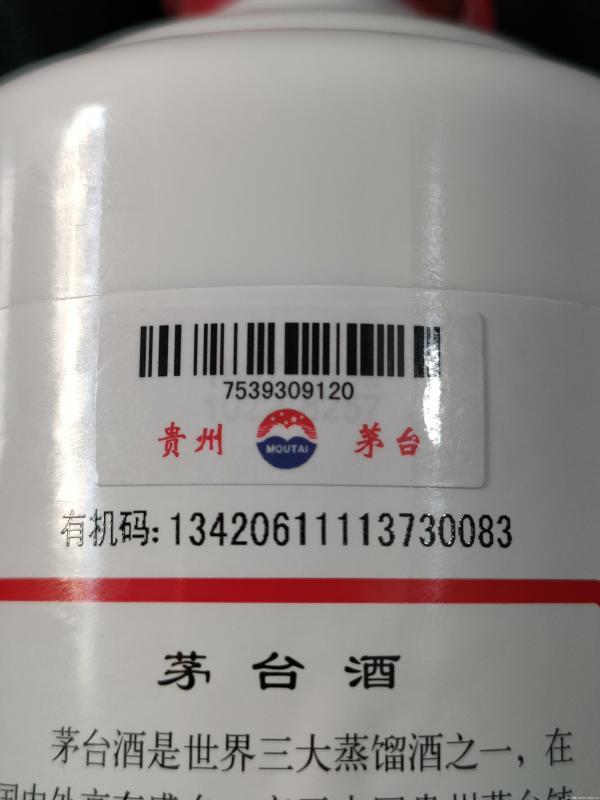 7539309120
贵州 MOUTAI 茅台
有机码:13420611113730083
茅台酒
茅台酒是世界三大蒸馏酒之一，在